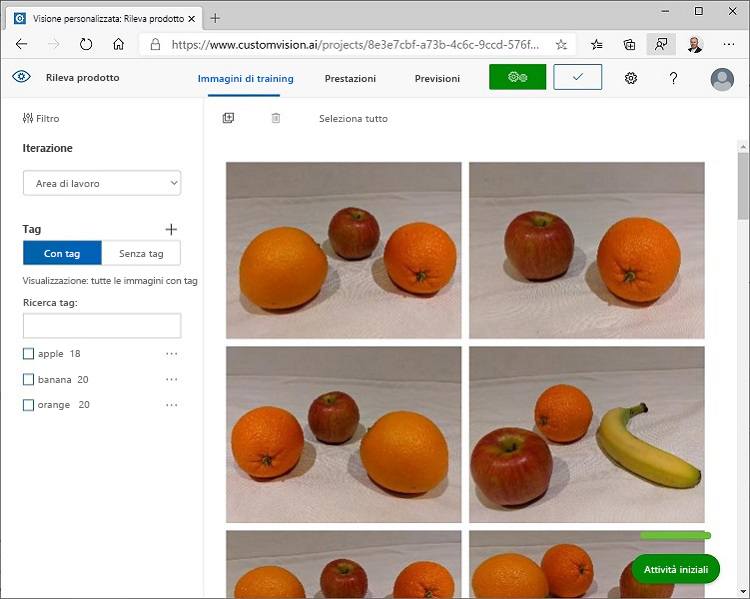 Visione personalizzata: Rileva prodotto
https://www.customvision.ai/projects/8e3e7cbf-a73b-4c6c-9ccd-576f...
Rileva prodotto
Immagini di training
Prestazioni
Previsioni
?
Filtro
Seleziona tutto
Iterazione
Area di lavoro
Tag
Con tag
Senza tag
Visualizzazione: tutte le immagini con tag
Ricerca tag:
apple 18
banana 20
orange 20
Attività iniziali